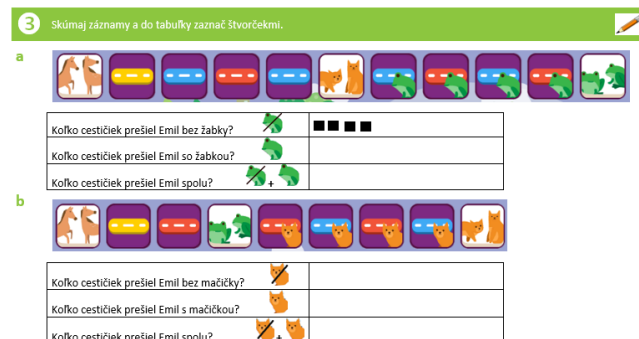 3 Skúmaj záznamy a do tabuľky zaznač štvorčekmi.
a
Koľko cestičiek prešiel Emil bez žabky?
Koľko cestičiek prešiel Emil so žabkou?
Koľko cestičiek prešiel Emil spolu? +
b
Koľko cestičiek prešiel Emil bez mačičky?
Koľko cestičiek prešiel Emil s mačičkou?
Koľko cestičiek prešiel Emil spolu? +